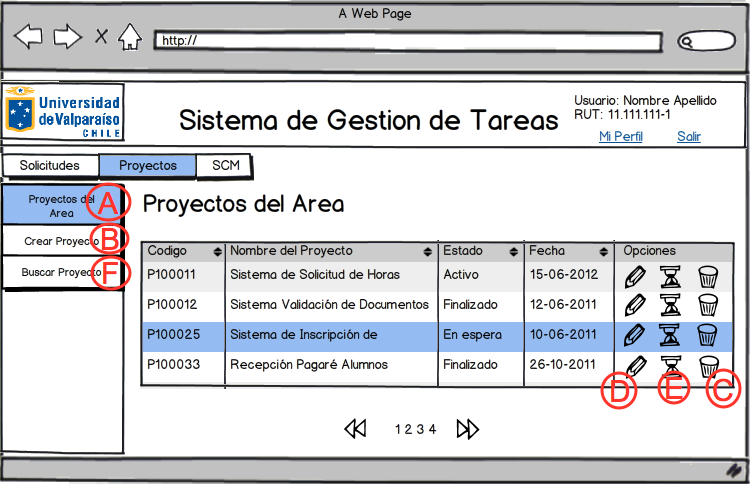 A Web Page
http://
Universidad
de Valparaíso
CHILE
Sistema de Gestion de Tareas
Usuario: Nombre Apellido
RUT: 11.111.111-1
Mi Perfil Salir
Solicitudes Proyectos SCM
Proyectos del
Area
A
Crear Proyecto
B
Buscar Proyecto
F
Proyectos del Area
Codigo Nombre del Proyecto Estado Fecha Opciones
P100011 Sistema de Solicitud de Horas Activo 15-06-2012
P100012 Sistema Validación de Documentos Finalizado 12-06-2011
P100025 Sistema de Inscripción de En espera 10-06-2011
P100033 Recepción Pagaré Alumnos Finalizado 26-10-2011
D E C
1 2 3 4